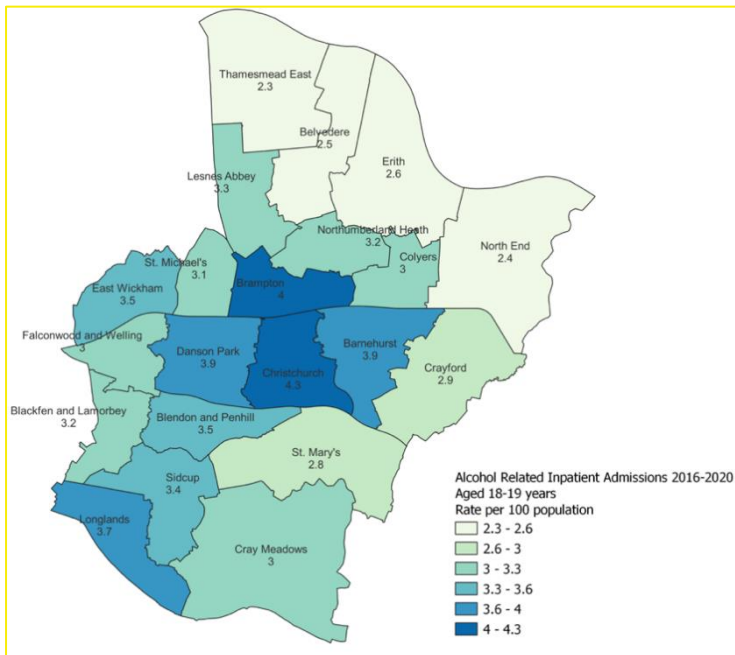 Thamesmead East
2.3
Belvedere
2.5
Erith
2.6
Lesnes Abbey
3.3
Northumberland Heath
3.2
Colyers
3
North End
2.4
St. Michael's
3.1
East Wickham
3.5
Brampton
4
Falconwood and Welling
3
Danson Park
3.9
Christchurch
4.3
Barnehurst
3.9
Crayford
2.9
Blackfen and Lamorbey
3.2
Blendon and Penhill
3.5
St. Mary's
2.8
Sidcup
3.4
Longlands
3.7
Cray Meadows
3
Alcohol Related Inpatient Admissions 2016-2020
Aged 18-19 years
Rate per 100 population
2.3 - 2.6
2.6 - 3
3 - 3.3
3.3 - 3.6
3.6 - 4
4 - 4.3